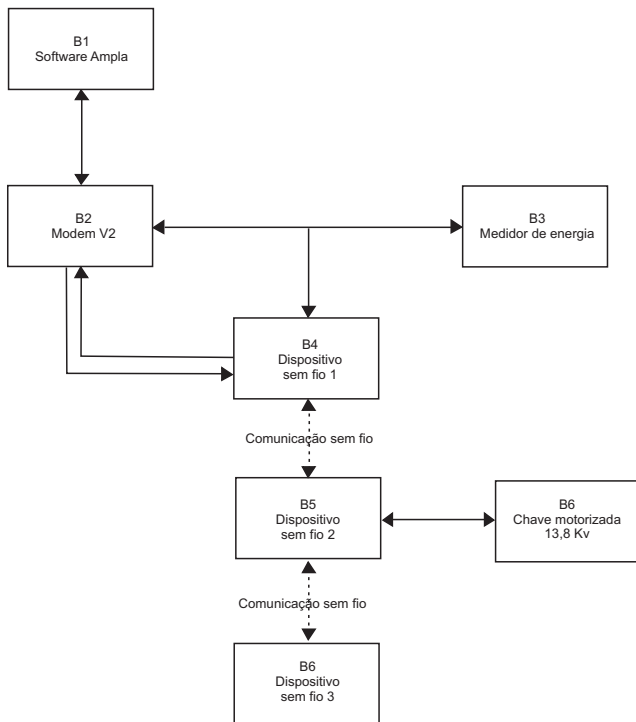 B1
Software Ampla
B2
Modem V2
B3
Medidor de energia
B4
Dispositivo
sem fio 1
Comunicação sem fio
B5
Dispositivo
sem fio 2
B6
Chave motorizada
13,8 Kv
Comunicação sem fio
B6
Dispositivo
sem fio 3